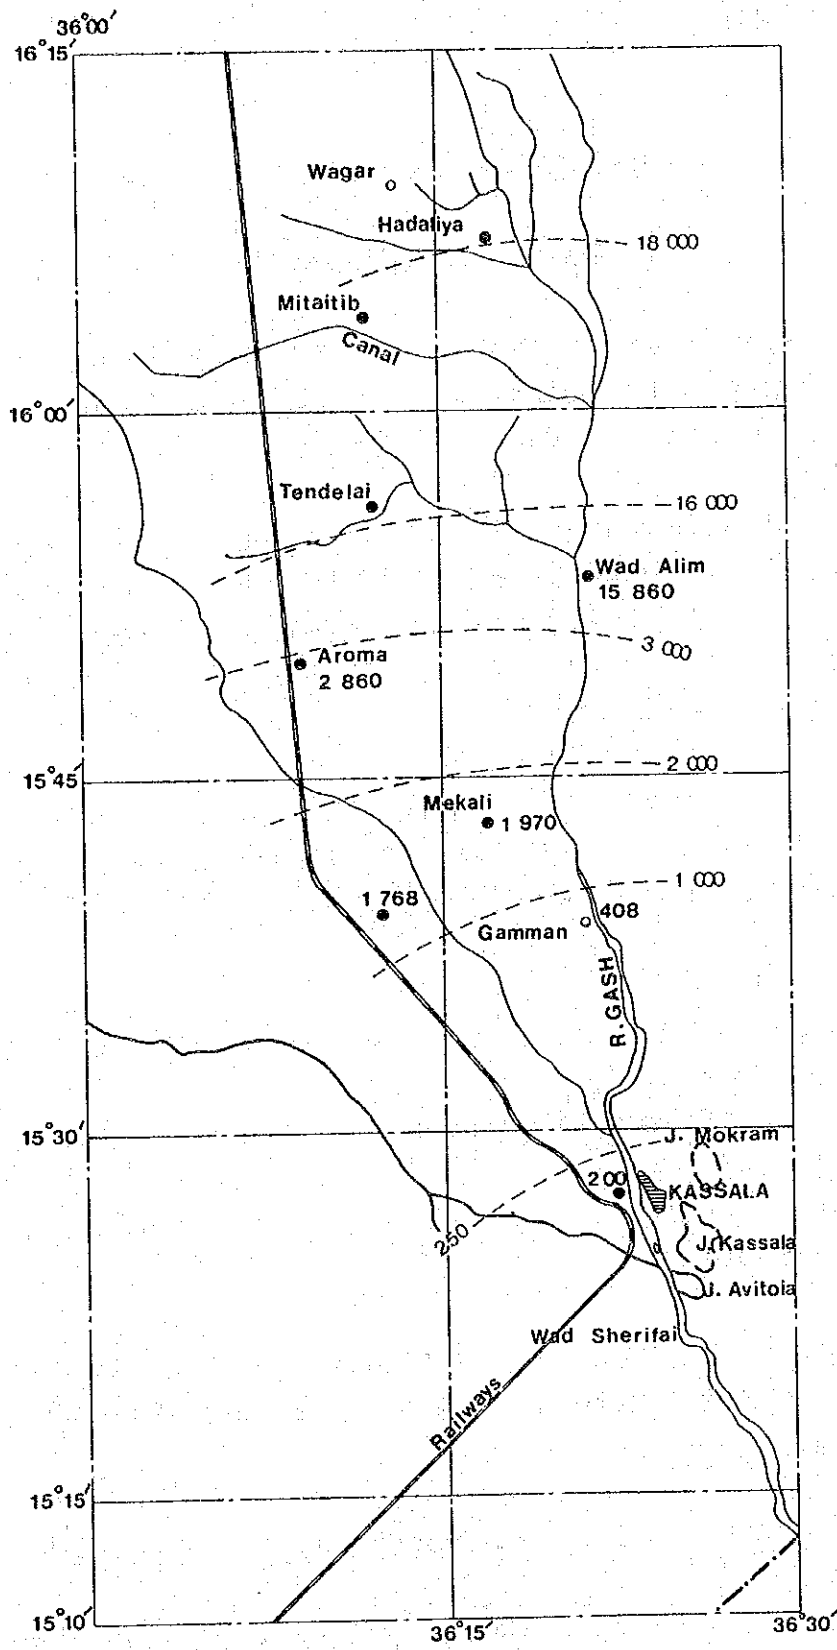 36°00′
16°15′
Wagar
Hadaliya
18 000
Mitaitib
Canal
16°00′
Tendelai
16 000
Wad Alim
15 860
Aroma
2 860
3 000
15°45′
2 000
Mekali
1 970
1 000
1 768
408
Gamman
R. GASH
15°30′
J. Mokram
200
KASSALA
250
J. Kassala
J. Avitoia
Wad Sherifai
Railways
15°15′
15°10′
36°15′
36°30′